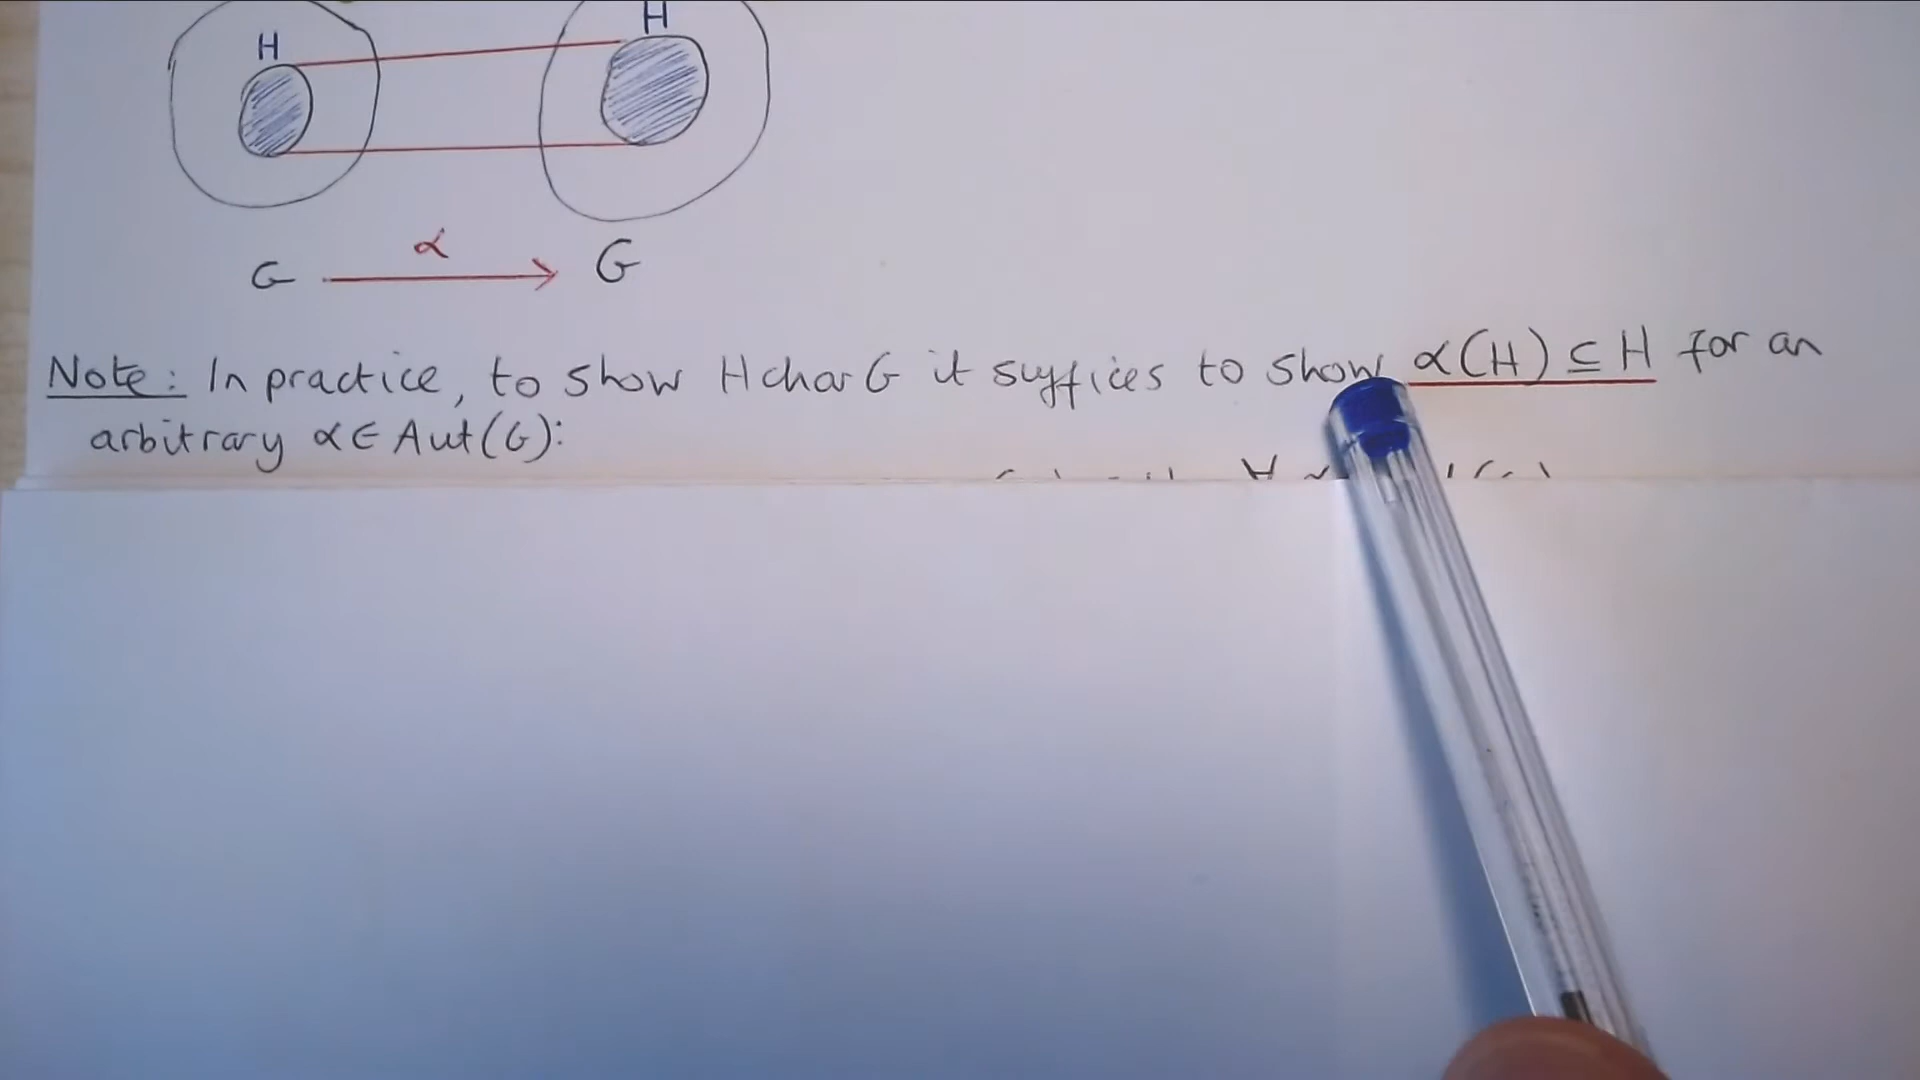 H H
α
G G
Note: In practice, to show H char G it suffices to show α(H) ⊆ H for an
arbitrary α ∈ Aut(G):